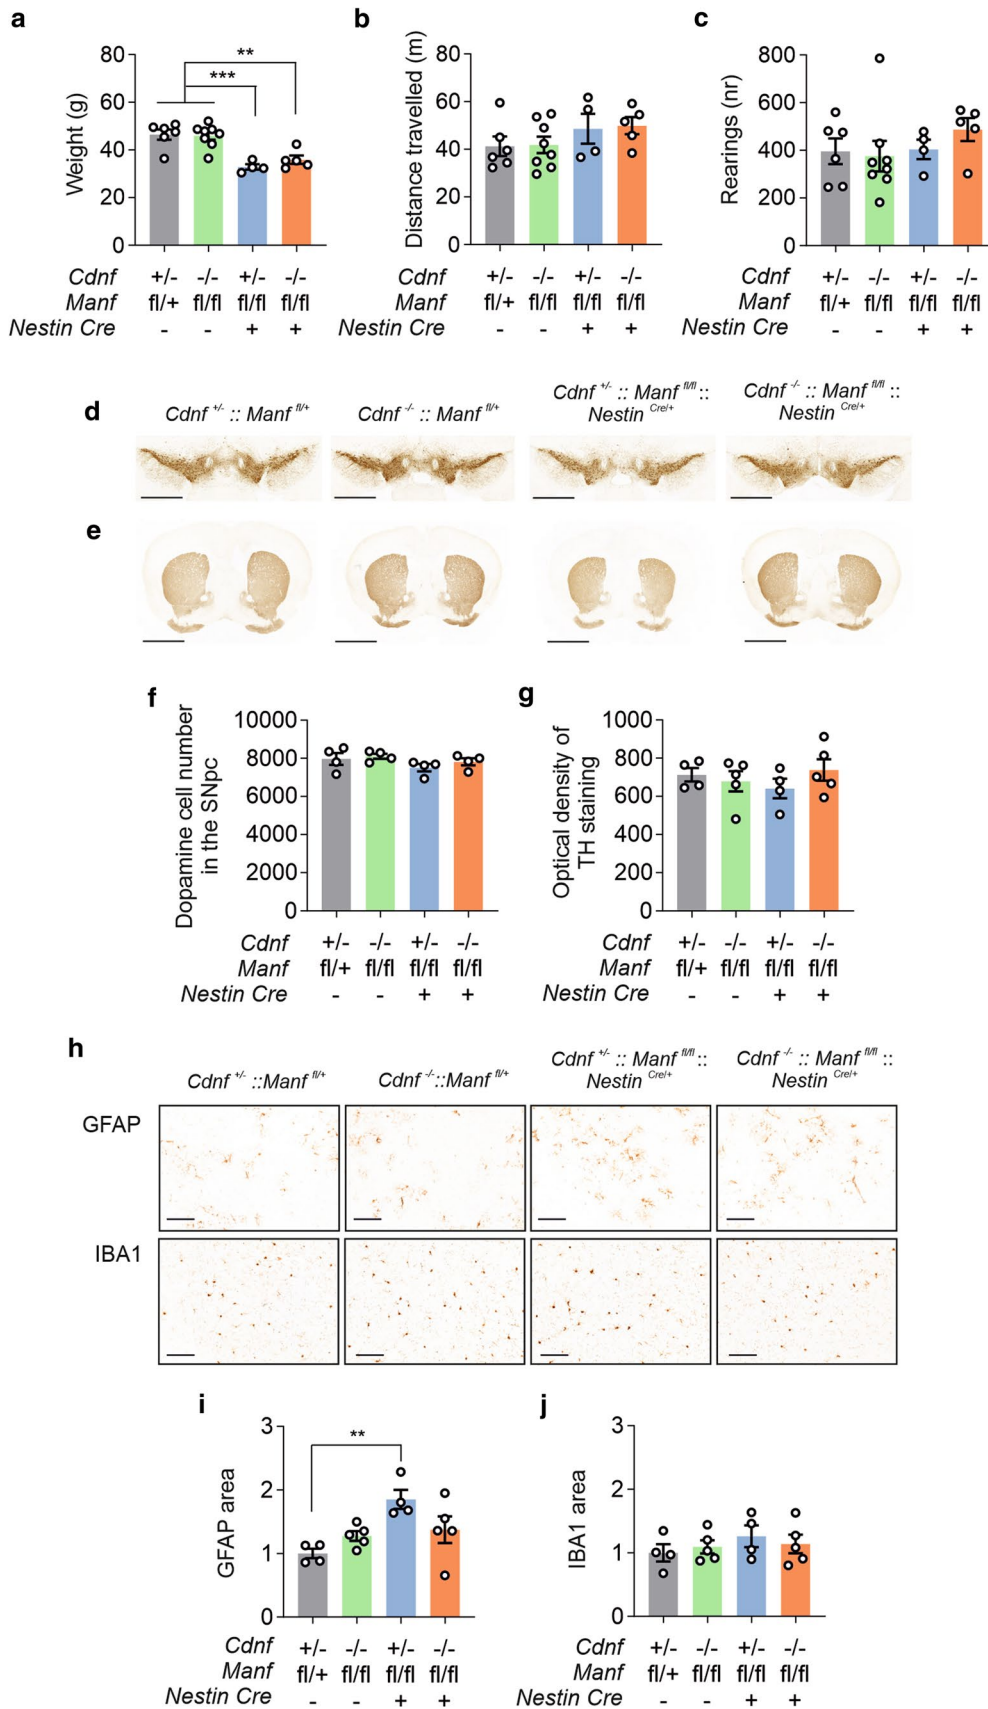 a
b
c
Weight (g)
80
60
40
20
0
**
***
Distance travelled (m)
80
60
40
20
0
Rearings (nr)
800
600
400
200
0
Cdnf +/- -/- +/- -/-
Manf fl/+ fl/fl fl/fl fl/fl
Nestin Cre - - + +
Cdnf +/- -/- +/- -/-
Manf fl/+ fl/fl fl/fl fl/fl
Nestin Cre - - + +
Cdnf +/- -/- +/- -/-
Manf fl/+ fl/fl fl/fl fl/fl
Nestin Cre - - + +
d
Cdnf +/- :: Manf fl/+
Cdnf -/- :: Manf fl/+
Cdnf +/- :: Manf fl/fl ::
Nestin Cre/+
Cdnf -/- :: Manf fl/fl ::
Nestin Cre/+
e
f
Dopamine cell number
in the SNpc
10000
8000
6000
4000
2000
0
Cdnf +/- -/- +/- -/-
Manf fl/+ fl/fl fl/fl fl/fl
Nestin Cre - - + +
g
Optical density of
TH staining
1000
800
600
400
200
0
Cdnf +/- -/- +/- -/-
Manf fl/+ fl/fl fl/fl fl/fl
Nestin Cre - - + +
h
Cdnf +/- ::Manf fl/+
Cdnf -/-::Manf fl/+
Cdnf +/- :: Manf fl/fl ::
Nestin Cre/+
Cdnf -/- :: Manf fl/fl ::
Nestin Cre/+
GFAP
IBA1
i
GFAP area
3
2
1
0
**
Cdnf +/- -/- +/- -/-
Manf fl/+ fl/fl fl/fl fl/fl
Nestin Cre - - + +
j
IBA1 area
3
2
1
0
Cdnf +/- -/- +/- -/-
Manf fl/+ fl/fl fl/fl fl/fl
Nestin Cre - - + +